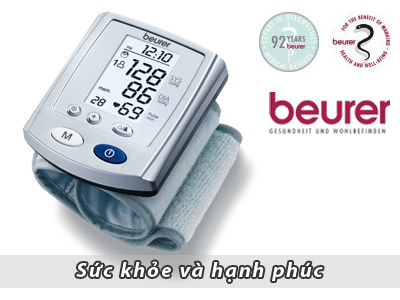 beurer
12:10
128
SYS
mmHg
86
DIA
mmHg
mem.
28
69
Pulse
/min
M
92 YEARS
beurer
FOR THE BENEFIT OF MANKIND
beurer
HEALTH AND WELL-BEING
beurer
GESUNDHEIT UND WOHLBEFINDEN
Sức khỏe và hạnh phúc